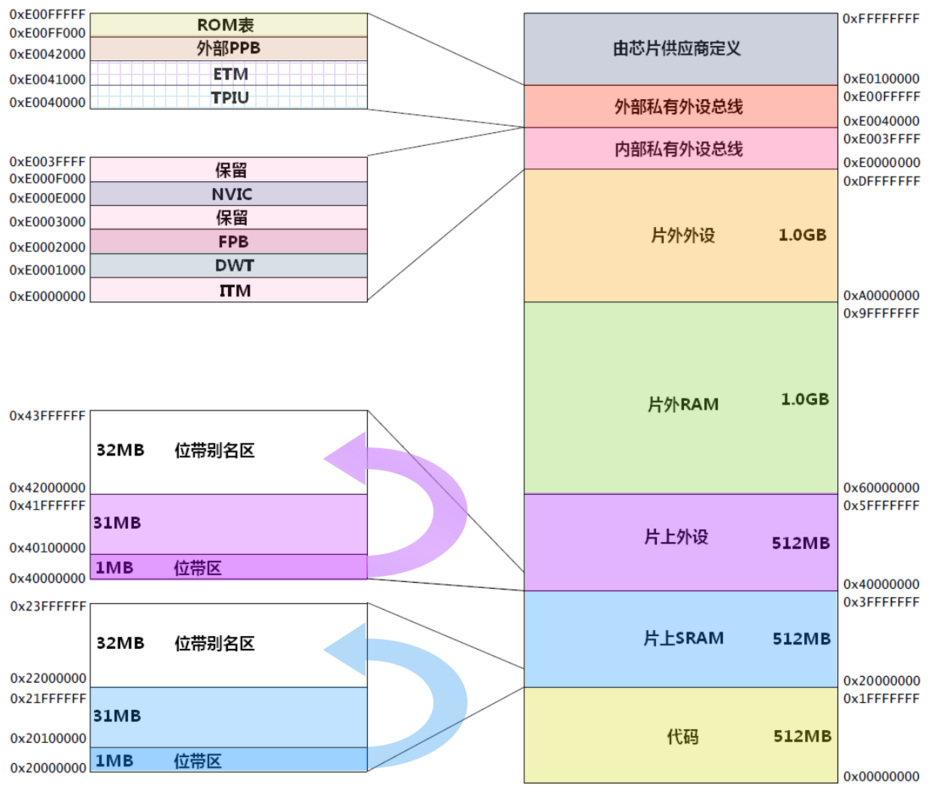 0xE00FFFFF
ROM表
0xE00FF000
外部PPB
0xE0042000
ETM
0xE0041000
TPIU
0xE0040000
0xE003FFFF
保留
0xE000F000
NVIC
0xE000E000
保留
0xE0003000
FPB
0xE0002000
DWT
0xE0001000
ITM
0xE0000000
0x43FFFFFF
32MB 位带别名区
0x42000000
0x41FFFFFF
31MB
0x40100000
1MB 位带区
0x40000000
0x23FFFFFF
32MB 位带别名区
0x22000000
0x21FFFFFF
31MB
0x20100000
1MB 位带区
0x20000000
0xFFFFFFFF
由芯片供应商定义
0xE0100000
0xE00FFFFF
外部私有外设总线
0xE0040000
0xE003FFFF
内部私有外设总线
0xE0000000
0xDFFFFFFF
片外外设 1.0GB
0xA0000000
0x9FFFFFFF
片外RAM 1.0GB
0x60000000
0x5FFFFFFF
片上外设 512MB
0x40000000
0x3FFFFFFF
片上SRAM 512MB
0x20000000
0x1FFFFFFF
代码 512MB
0x00000000